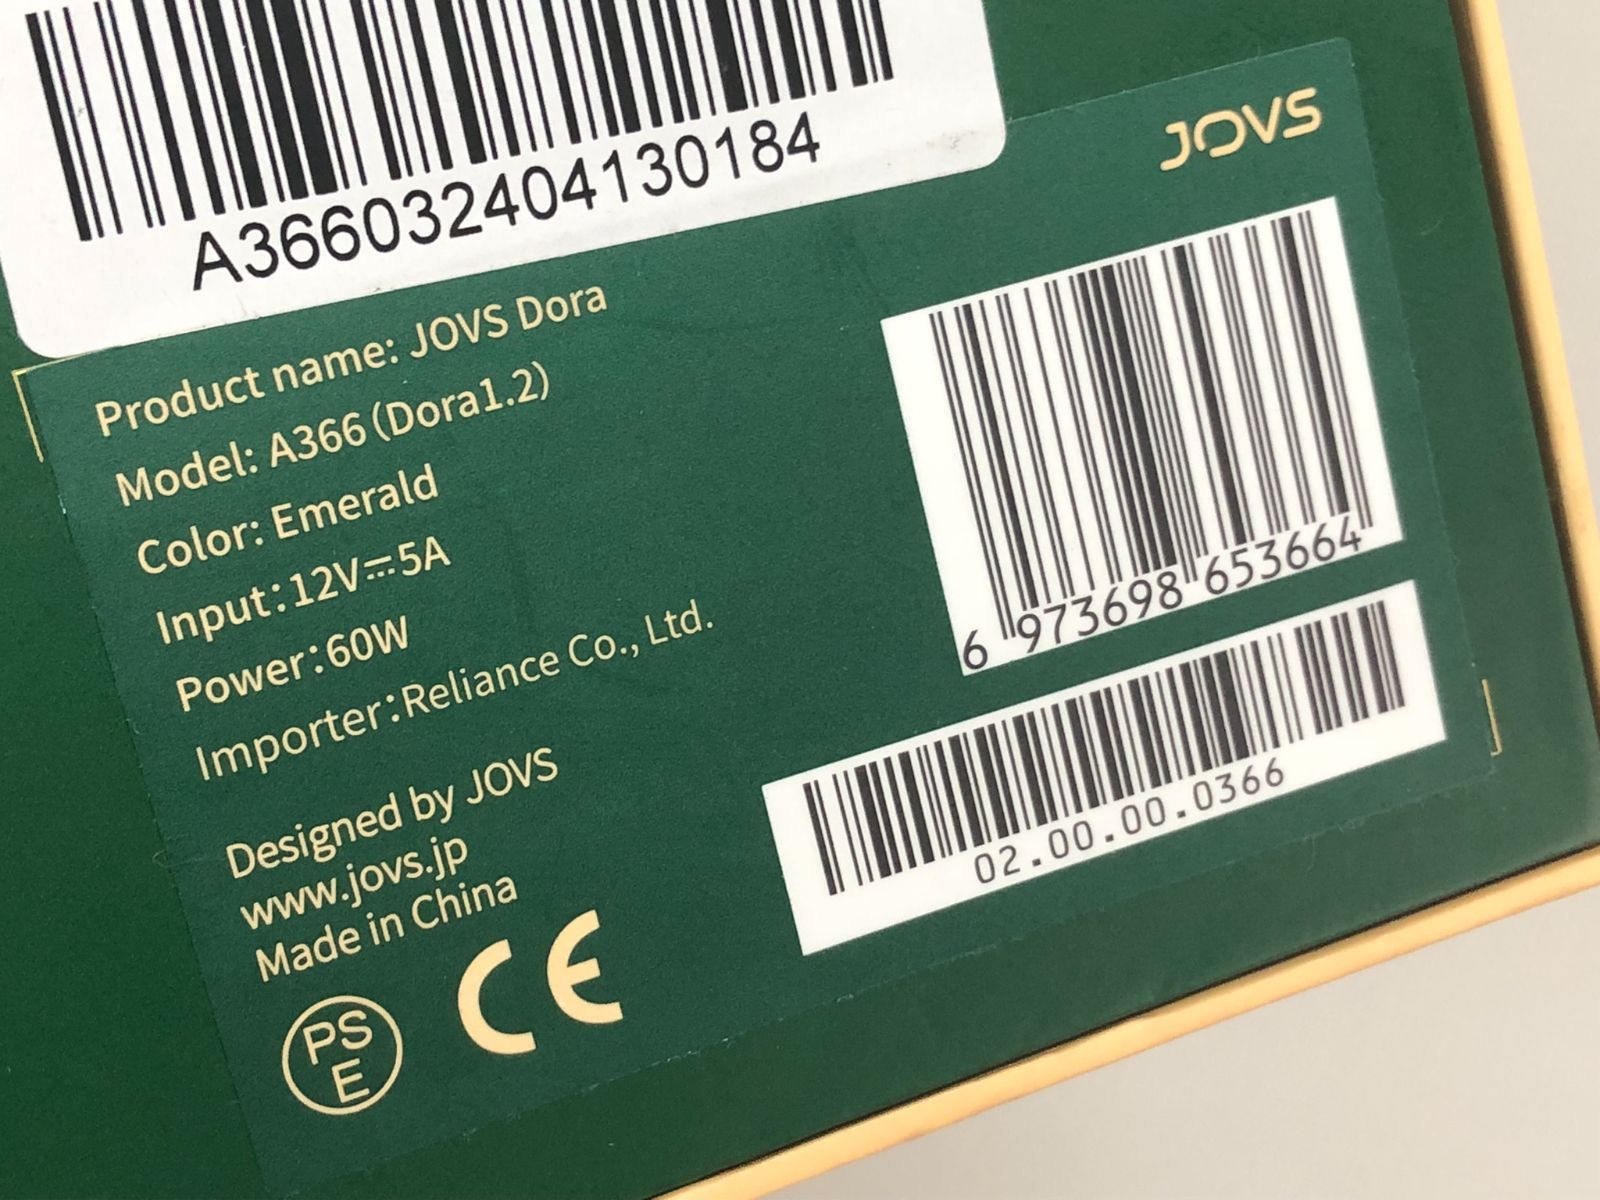 A366032404130184
JOVS
Product name: JOVS Dora
Model: A366 (Dora1.2)
Color: Emerald
Input:12V⎓5A
Power:60W
Importer:Reliance Co., Ltd.
6 973698 653664
Designed by JOVS
www.jovs.jp
Made in China
02.00.00.0366
PS
E
CE